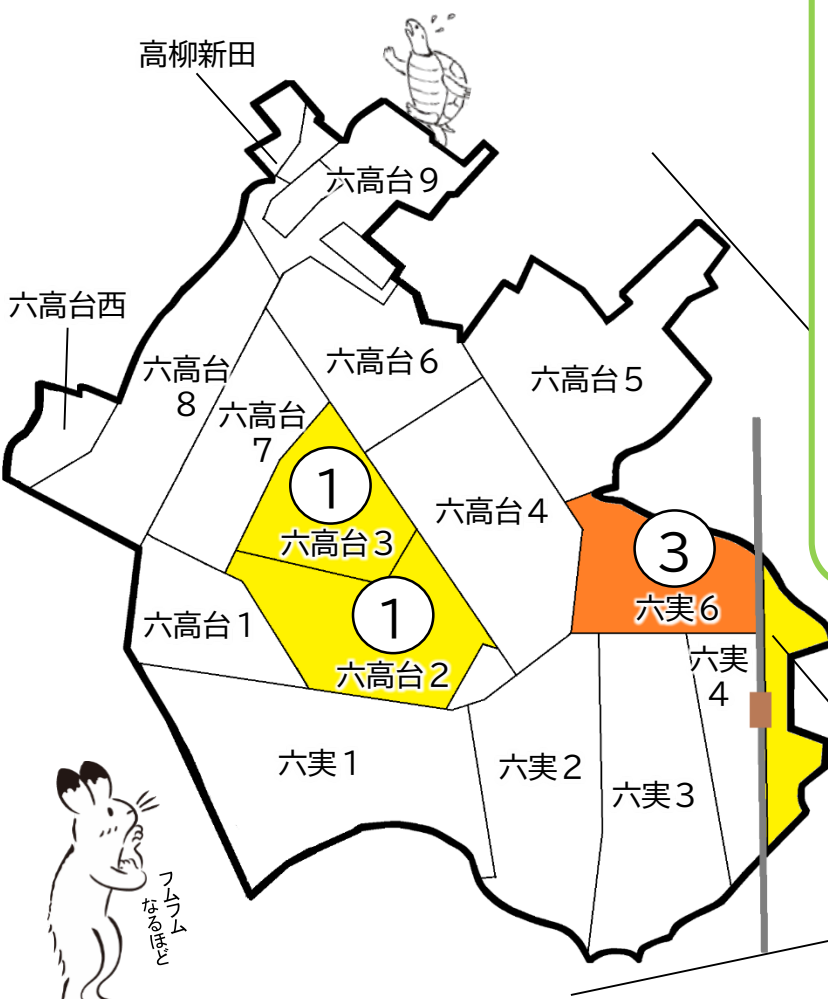 高柳新田
六高台９
六高台西
六高台
８
六高台６
六高台５
六高台
７
1
六高台３
六高台４
3
六実６
六高台１
1
六高台２
六実
４
六実１
六実２
六実３
フムフム
なるほど